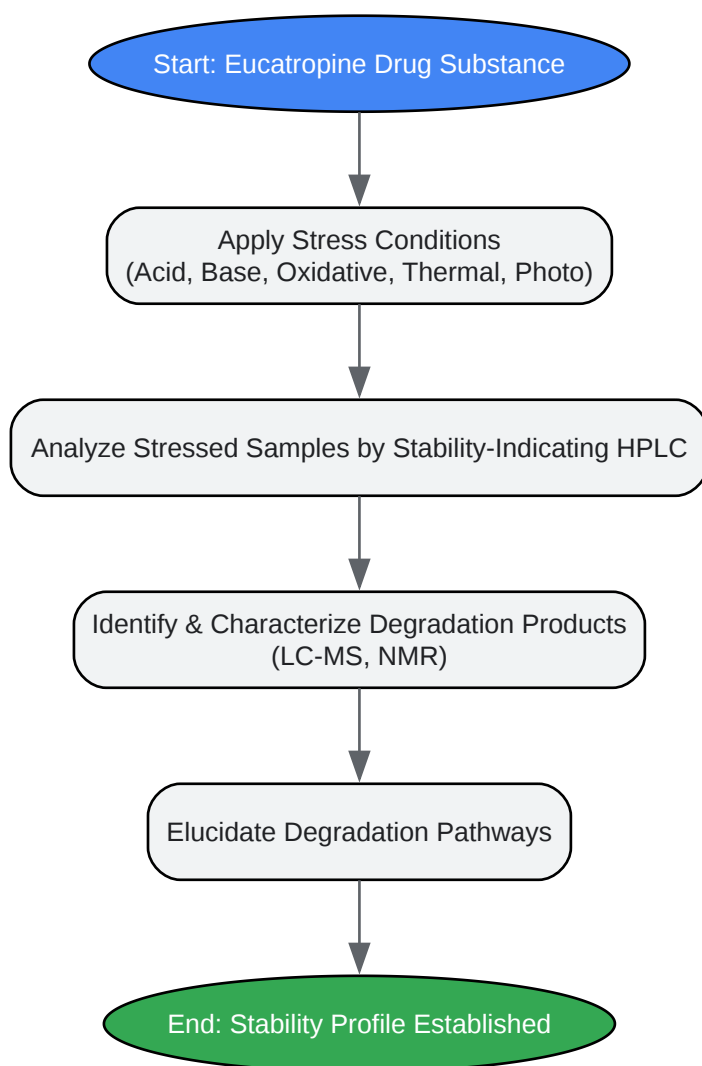 Start: Eucatropine Drug Substance
Apply Stress Conditions
(Acid, Base, Oxidative, Thermal, Photo)
Analyze Stressed Samples by Stability-Indicating HPLC
Identify & Characterize Degradation Products
(LC-MS, NMR)
Elucidate Degradation Pathways
End: Stability Profile Established